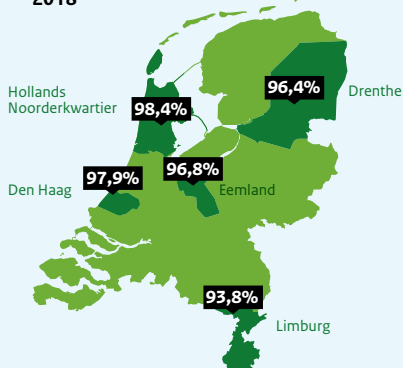 2018
Hollands
Noorderkwartier
98,4%
96,4%
Drenthe
Den Haag
97,9%
96,8%
Eemland
93,8%
Limburg